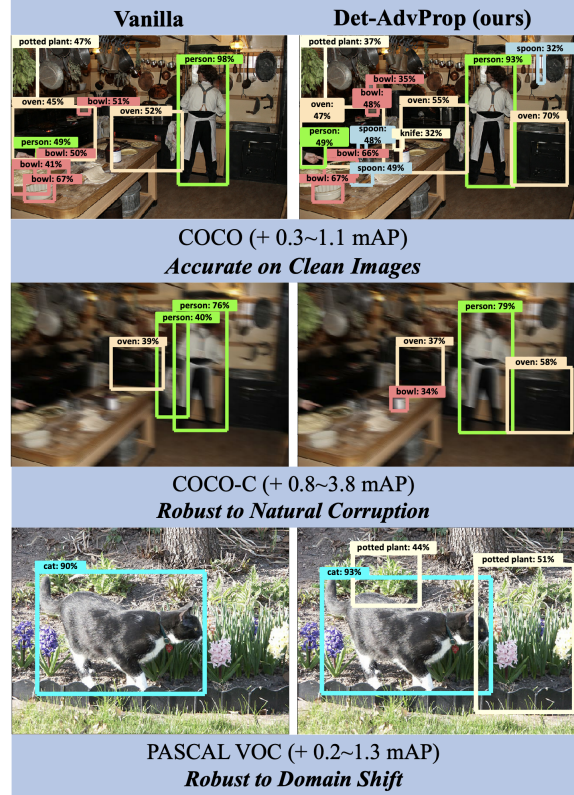 Vanilla
Det-AdvProp (ours)
potted plant: 47%
person: 98%
oven: 45%
bowl: 51%
oven: 52%
person: 49%
bowl: 50%
bowl: 41%
bowl: 67%
potted plant: 37%
person: 93%
spoon: 32%
bowl: 35%
bowl:
48%
oven: 55%
oven:
47%
oven: 70%
person:
49%
spoon:
48%
knife: 32%
bowl: 66%
spoon: 49%
bowl: 67%
COCO (+ 0.3~1.1 mAP)
Accurate on Clean Images
person: 76%
person: 40%
oven: 39%
person: 79%
oven: 37%
oven: 58%
bowl: 34%
COCO-C (+ 0.8~3.8 mAP)
Robust to Natural Corruption
cat: 90%
potted plant: 44%
potted plant: 51%
cat: 93%
PASCAL VOC (+ 0.2~1.3 mAP)
Robust to Domain Shift